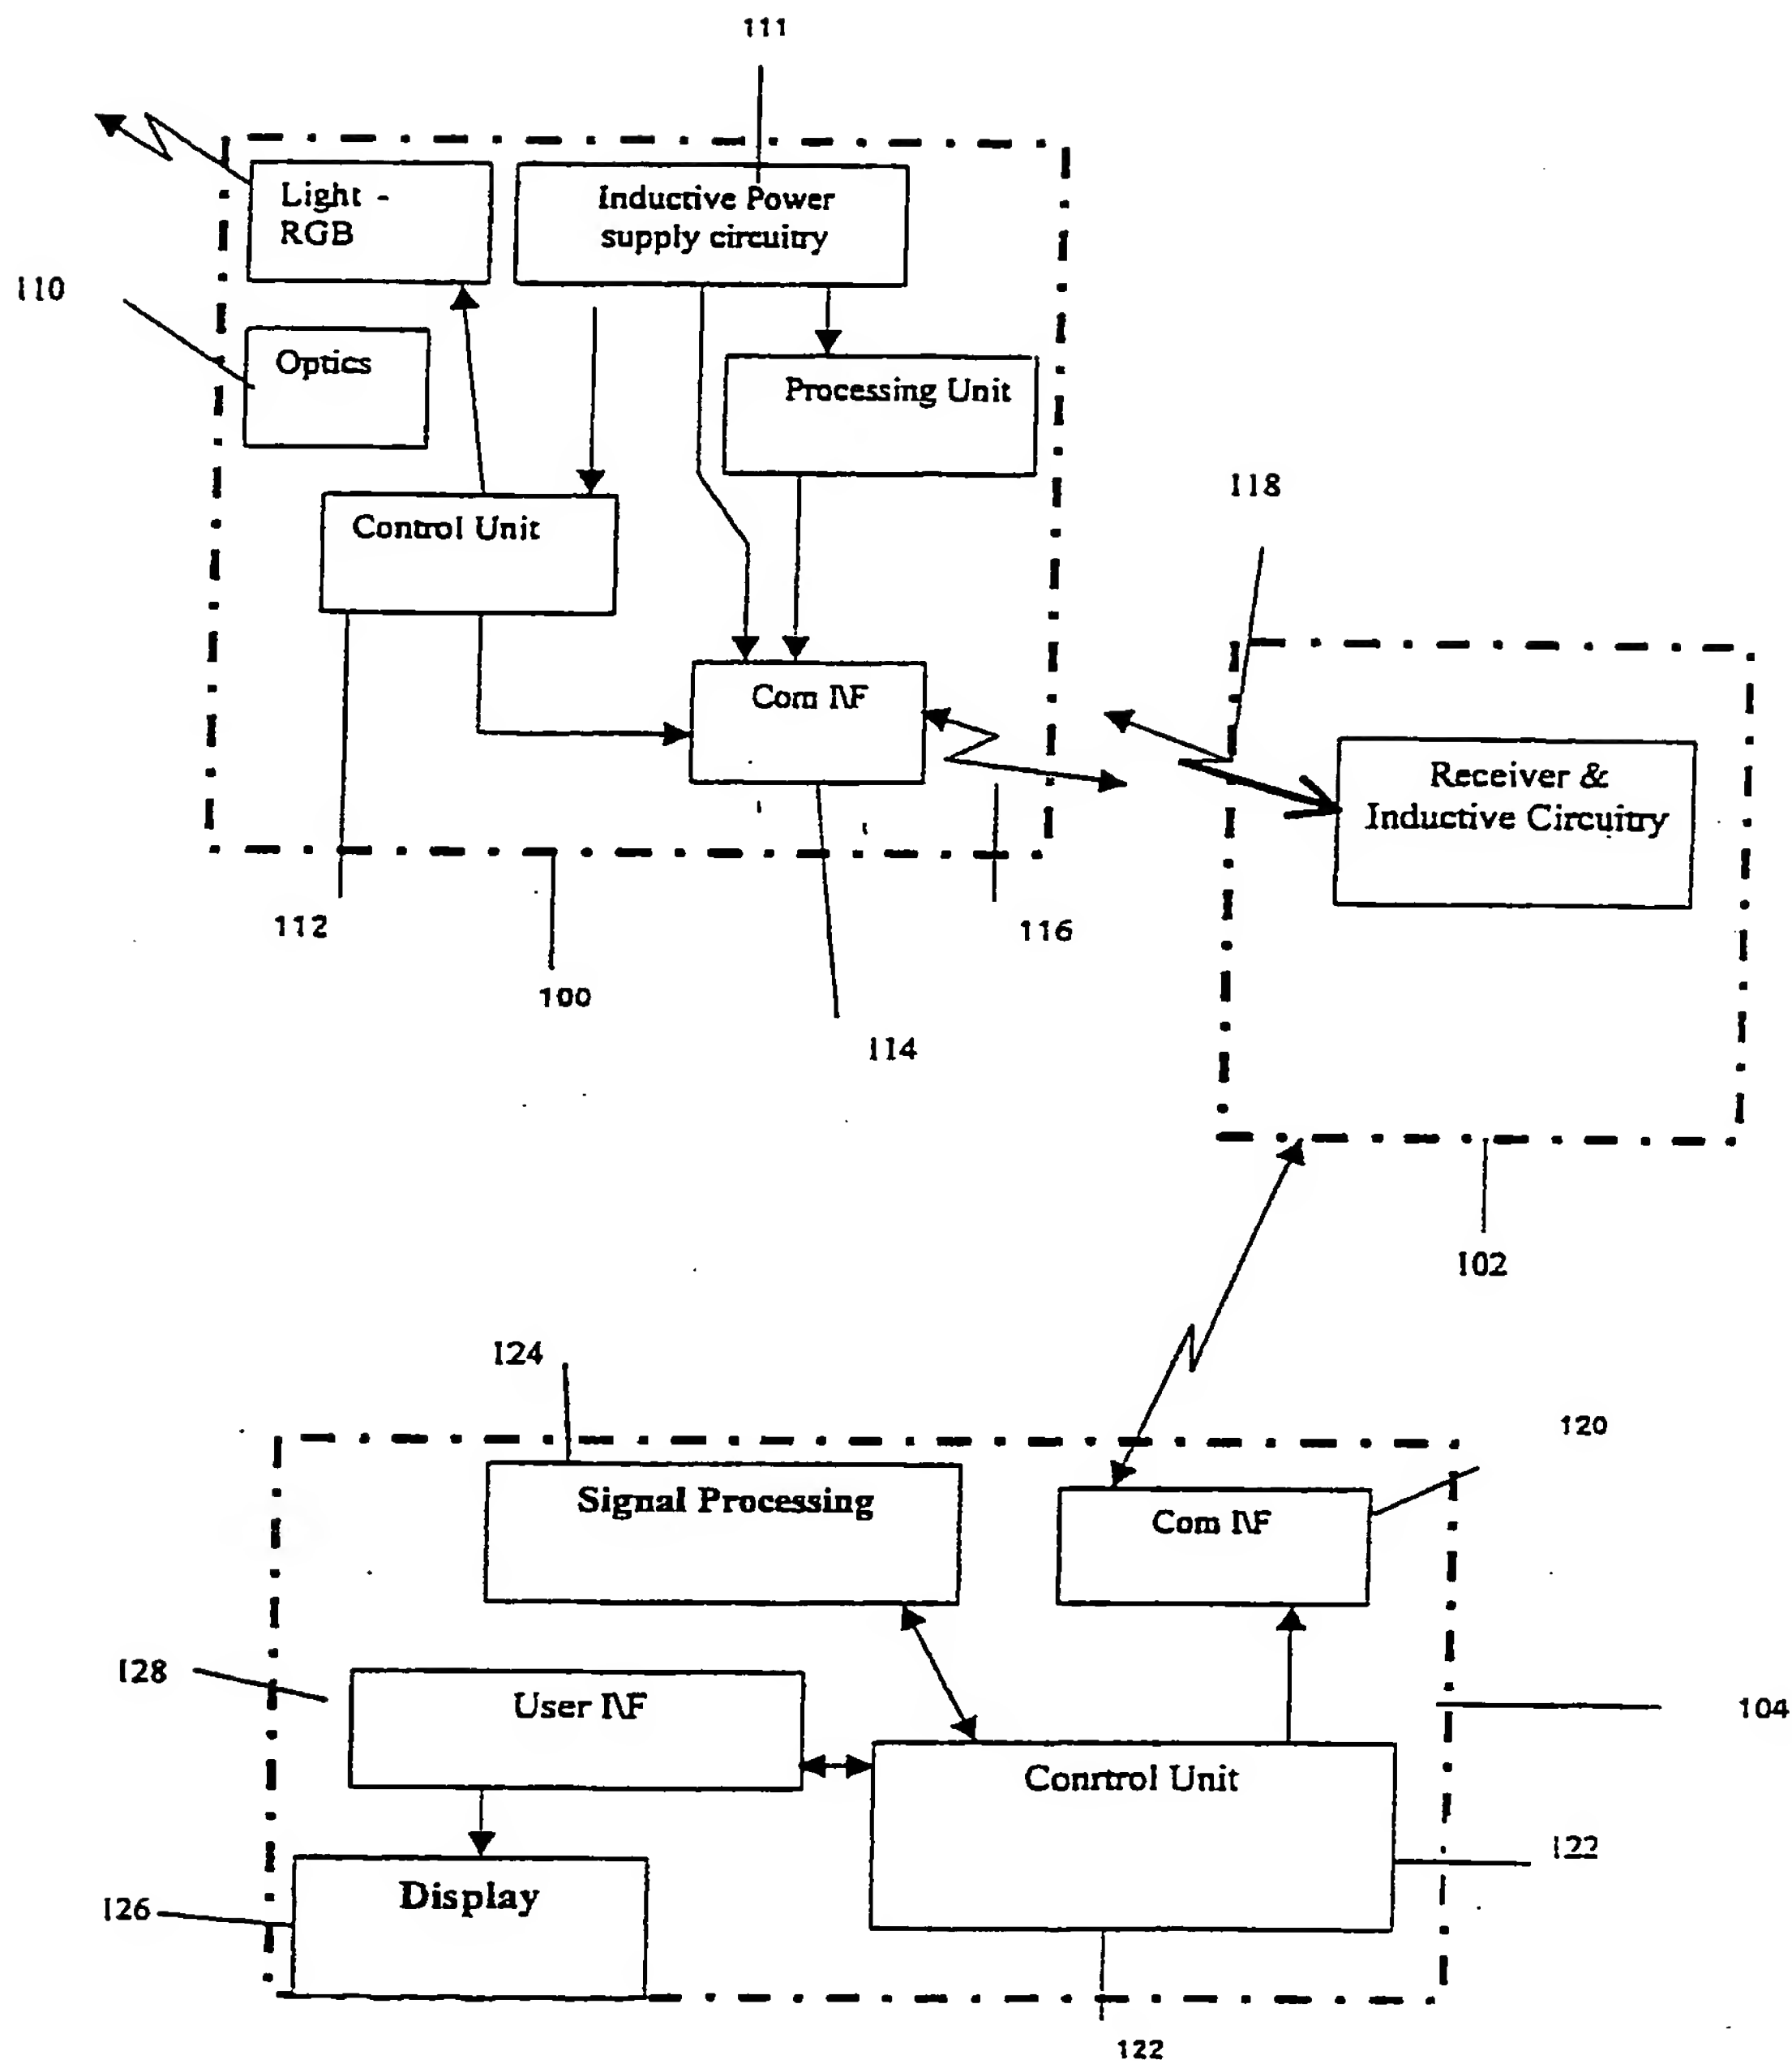 111
Light -
RGB
Inductive Power
supply circuitry
110
Optics
Processing Unit
118
Control Unit
Com I\F
Receiver &
Inductive Circuitry
112
116
100
114
102
124
120
Signal Processing
Com I\F
128
User I\F
104
Conrtrol Unit
122
126
Display
122